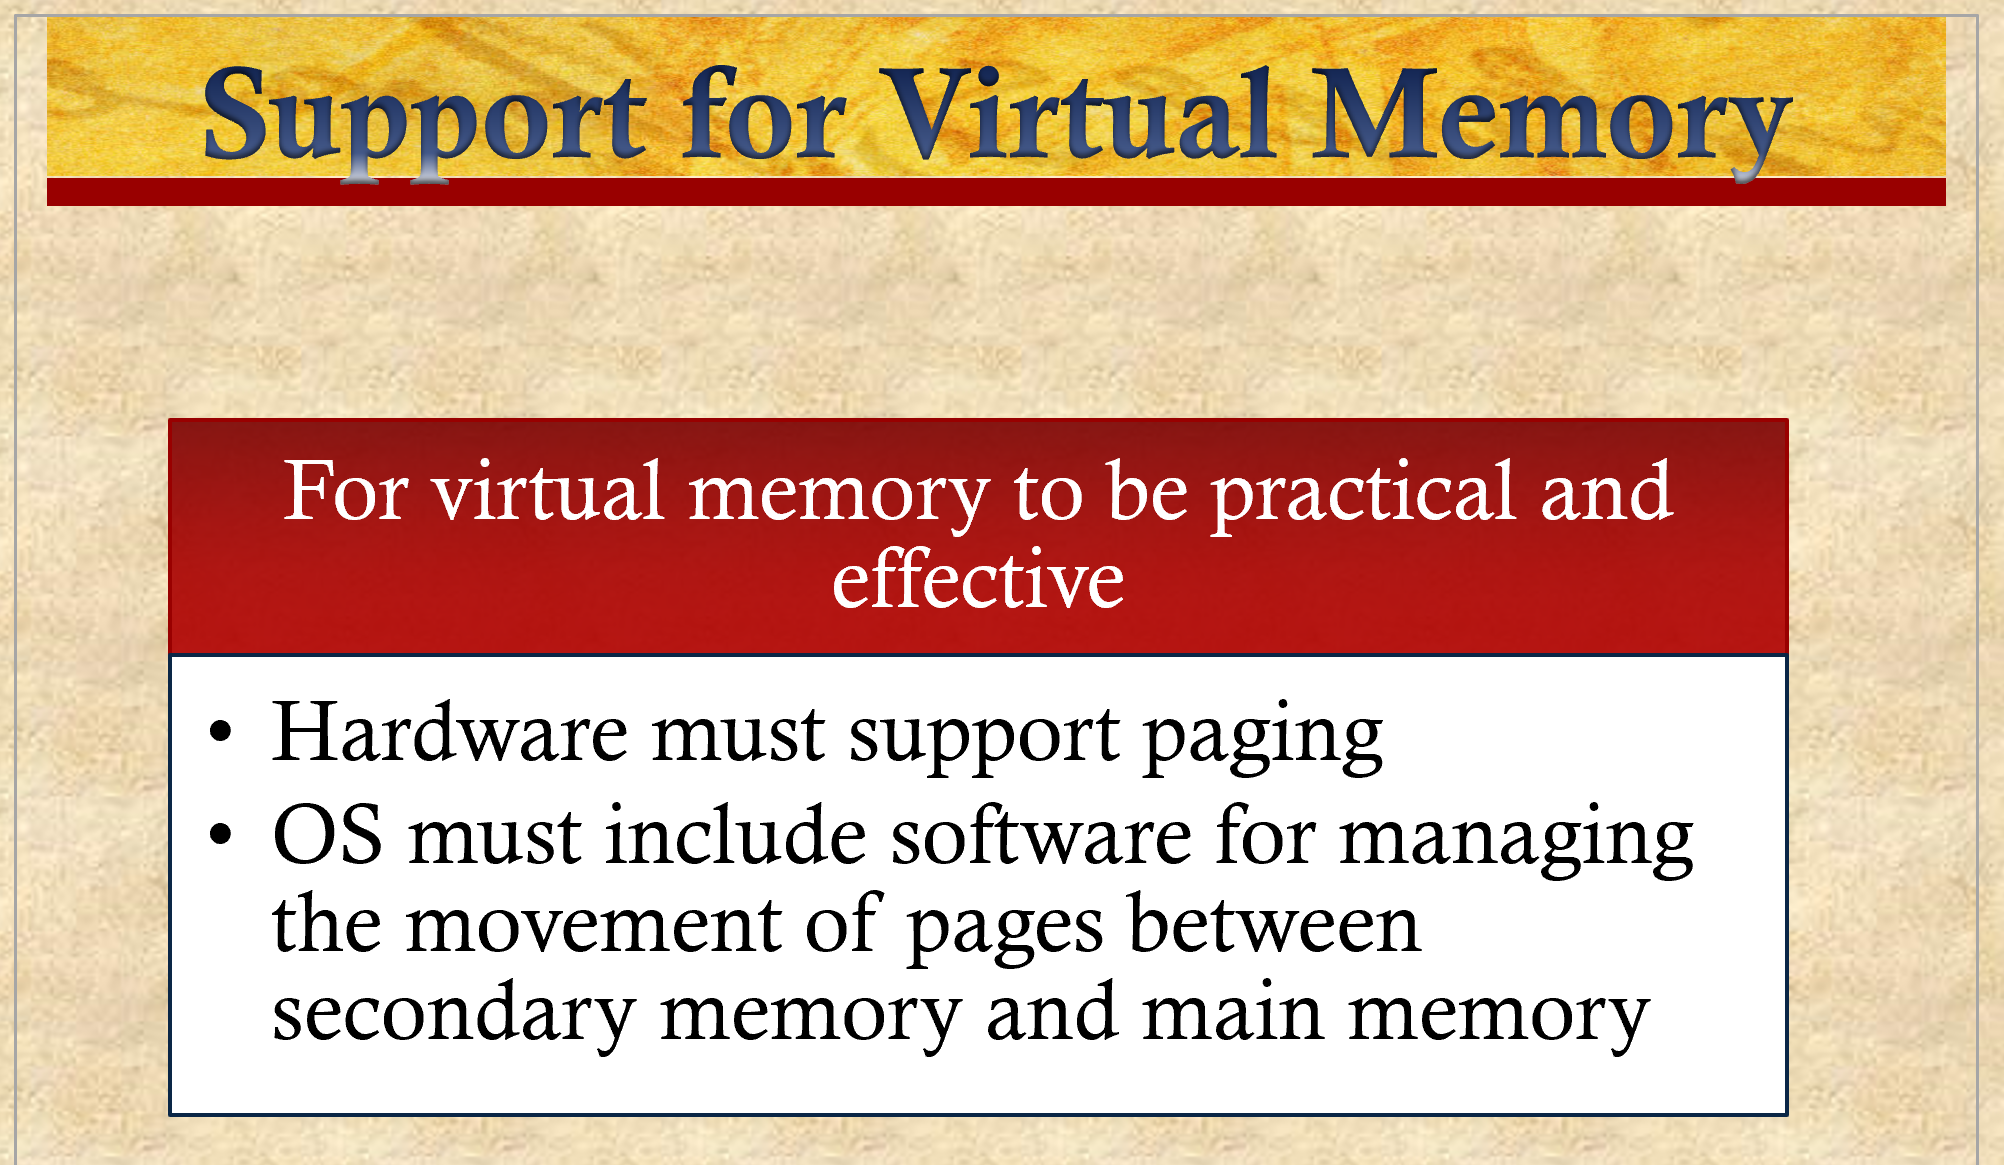 Support for Virtual Memory
For virtual memory to be practical and
effective
• Hardware must support paging
• OS must include software for managing
the movement of pages between
secondary memory and main memory